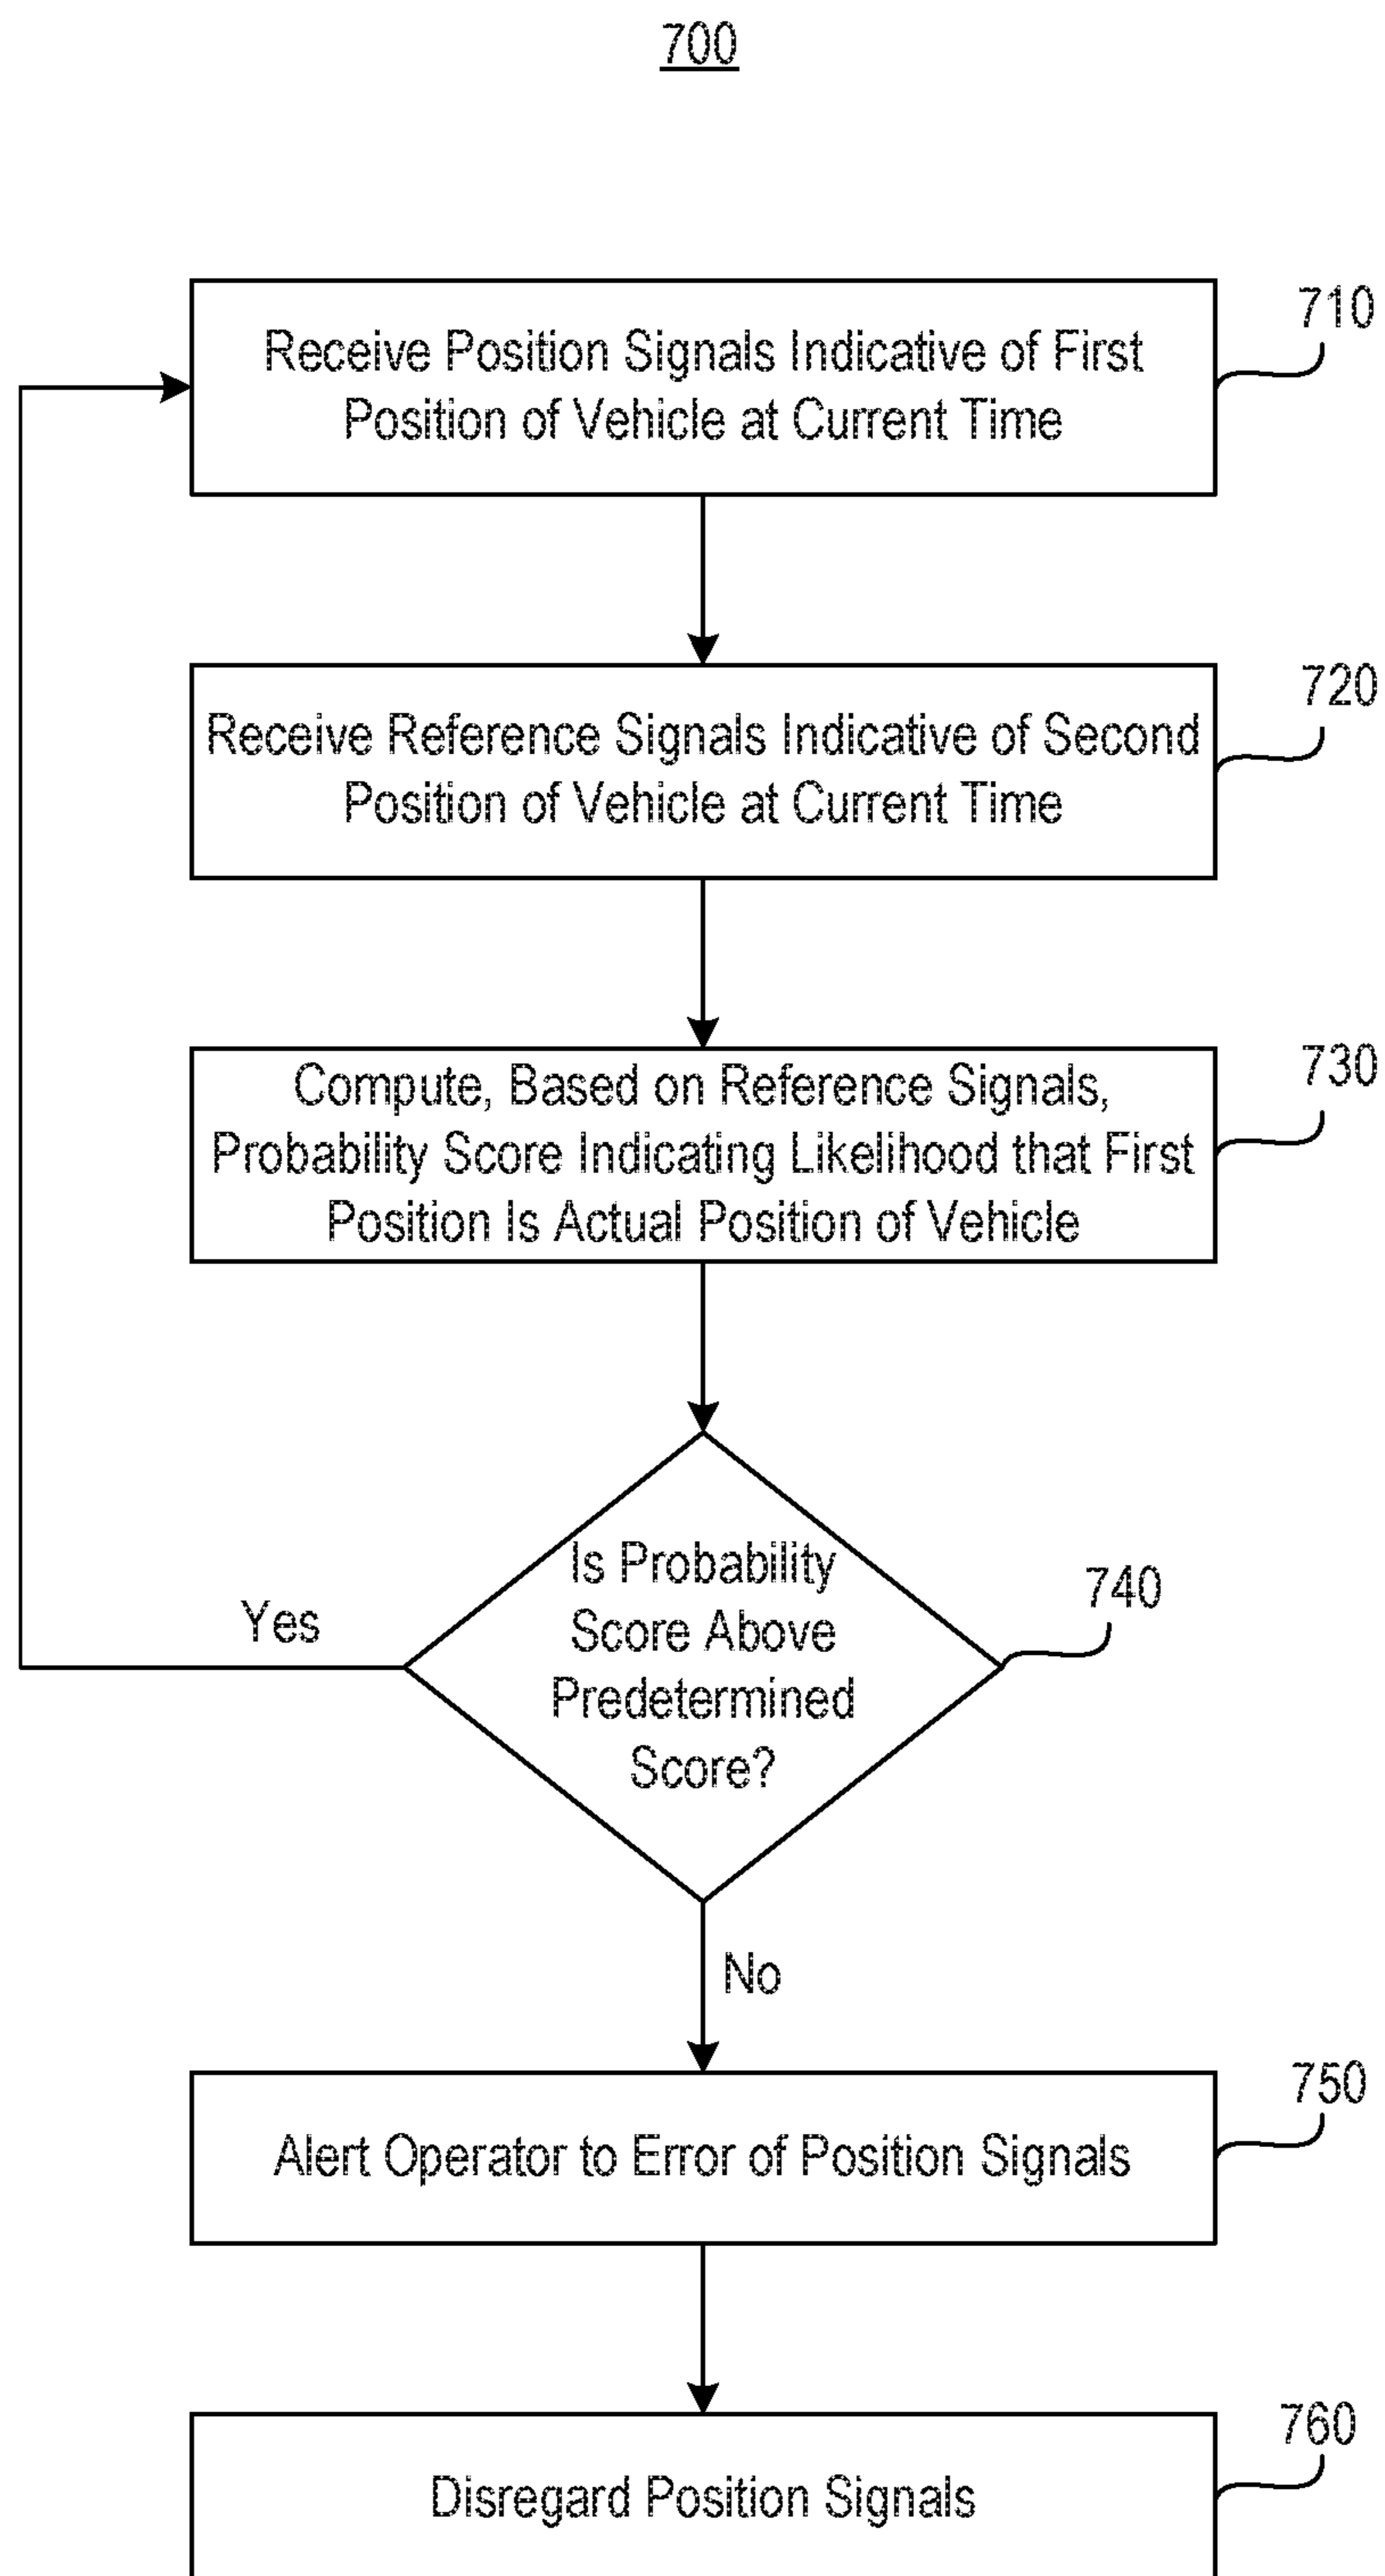 700
710
Receive Position Signals Indicative of First
Position of Vehicle at Current Time
720
Receive Reference Signals Indicative of Second
Position of Vehicle at Current Time
730
Compute, Based on Reference Signals,
Probability Score Indicating Likelihood that First
Position Is Actual Position of Vehicle
740
Is Probability
Score Above
Predetermined
Score?
Yes
No
750
Alert Operator to Error of Position Signals
760
Disregard Position Signals